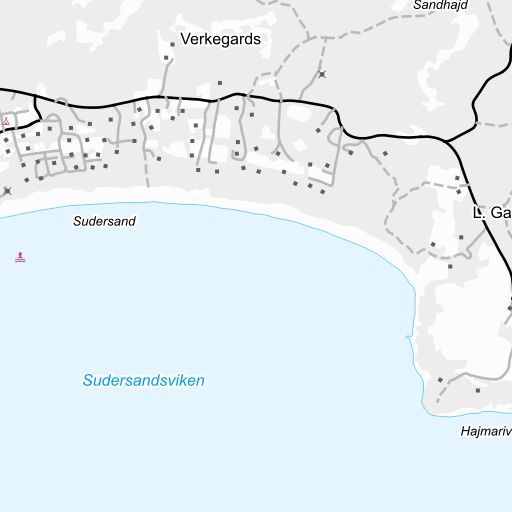 Sandhajd
Verkegards
Sudersand
L. Ga
Sudersandsviken
Hajmariv